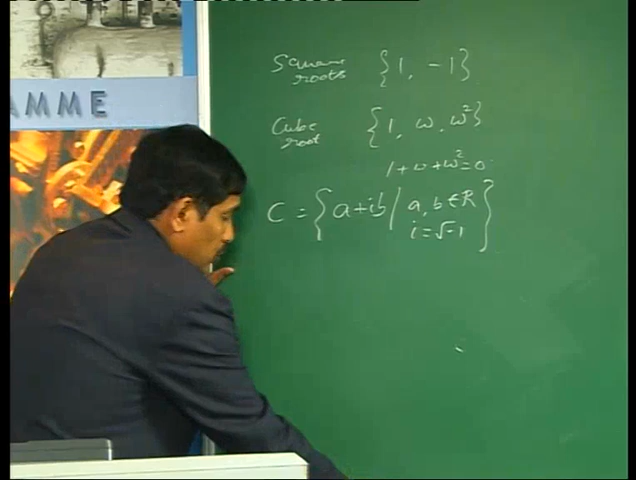 AMME
Square {1, -1}
roots
Cube {1, ω, ω²}
root
1+ω+ω²=0
C = {a+ib | a, b ∈ R
i=√-1}